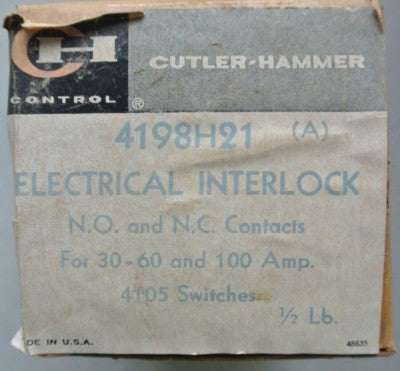 CH
CUTLER-HAMMER
CONTROL ®
4198H21 (A)
ELECTRICAL INTERLOCK
N.O. and N.C. Contacts
For 30-60 and 100 Amp.
4105 Switches
1/2 Lb.
DE IN U.S.A. 48635